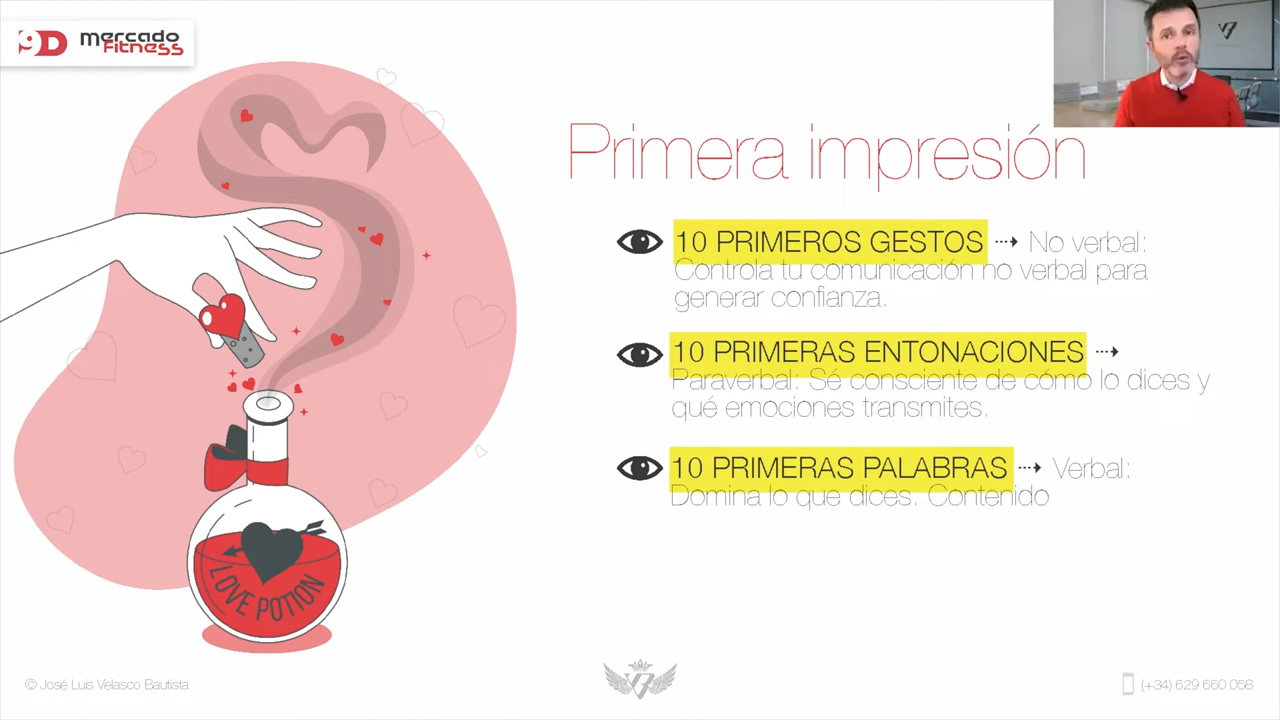 9D mercado
Fitness
Primera impresión
10 PRIMEROS GESTOS ⇢ No verbal:
Controla tu comunicación no verbal para
generar confianza.
10 PRIMERAS ENTONACIONES ⇢
Paraverbal: Sé consciente de cómo lo dices y
qué emociones transmites.
10 PRIMERAS PALABRAS ⇢ Verbal:
Domina lo que dices. Contenido
LOVE POTION
© José Luis Velasco Bautista
(+34) 629 660 058